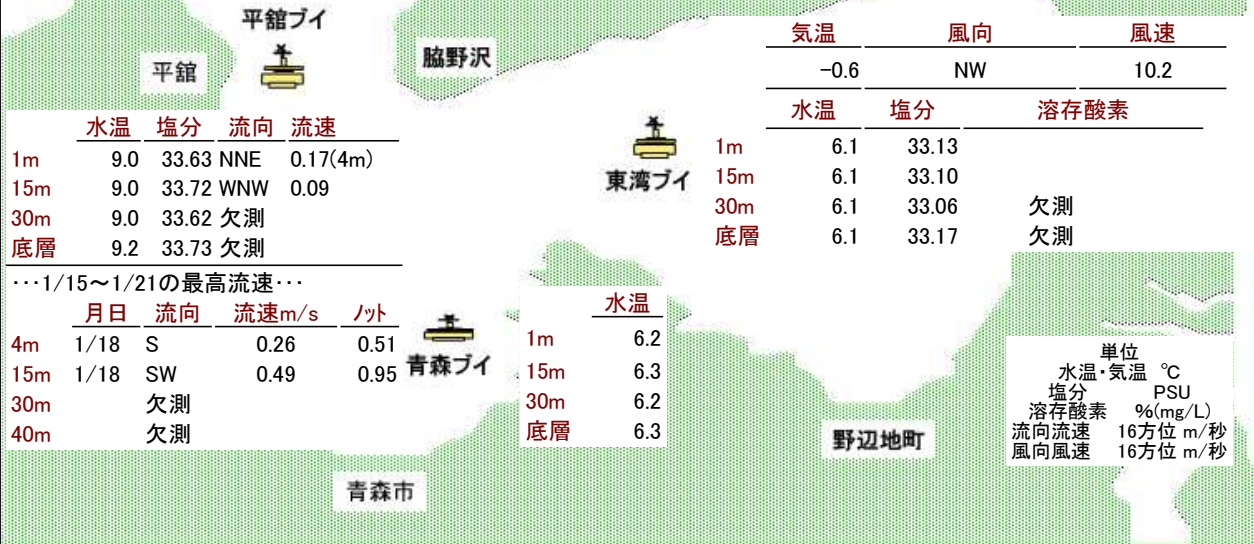 平舘ブイ
平舘
脇野沢
水温 塩分 流向 流速
1m 9.0 33.63 NNE 0.17(4m)
15m 9.0 33.72 WNW 0.09
30m 9.0 33.62 欠測
底層 9.2 33.73 欠測
･･･1/15～1/21の最高流速･･･
月日 流向 流速m/s ﾉｯﾄ
4m 1/18 S 0.26 0.51
15m 1/18 SW 0.49 0.95
30m 欠測
40m 欠測
青森ブイ
水温
1m 6.2
15m 6.3
30m 6.2
底層 6.3
青森市
気温 風向 風速
-0.6 NW 10.2
東湾ブイ
水温 塩分 溶存酸素
1m 6.1 33.13
15m 6.1 33.10
30m 6.1 33.06 欠測
底層 6.1 33.17 欠測
野辺地町
単位
水温･気温 ℃
塩分 PSU
溶存酸素 %(mg/L)
流向流速 16方位 m/秒
風向風速 16方位 m/秒